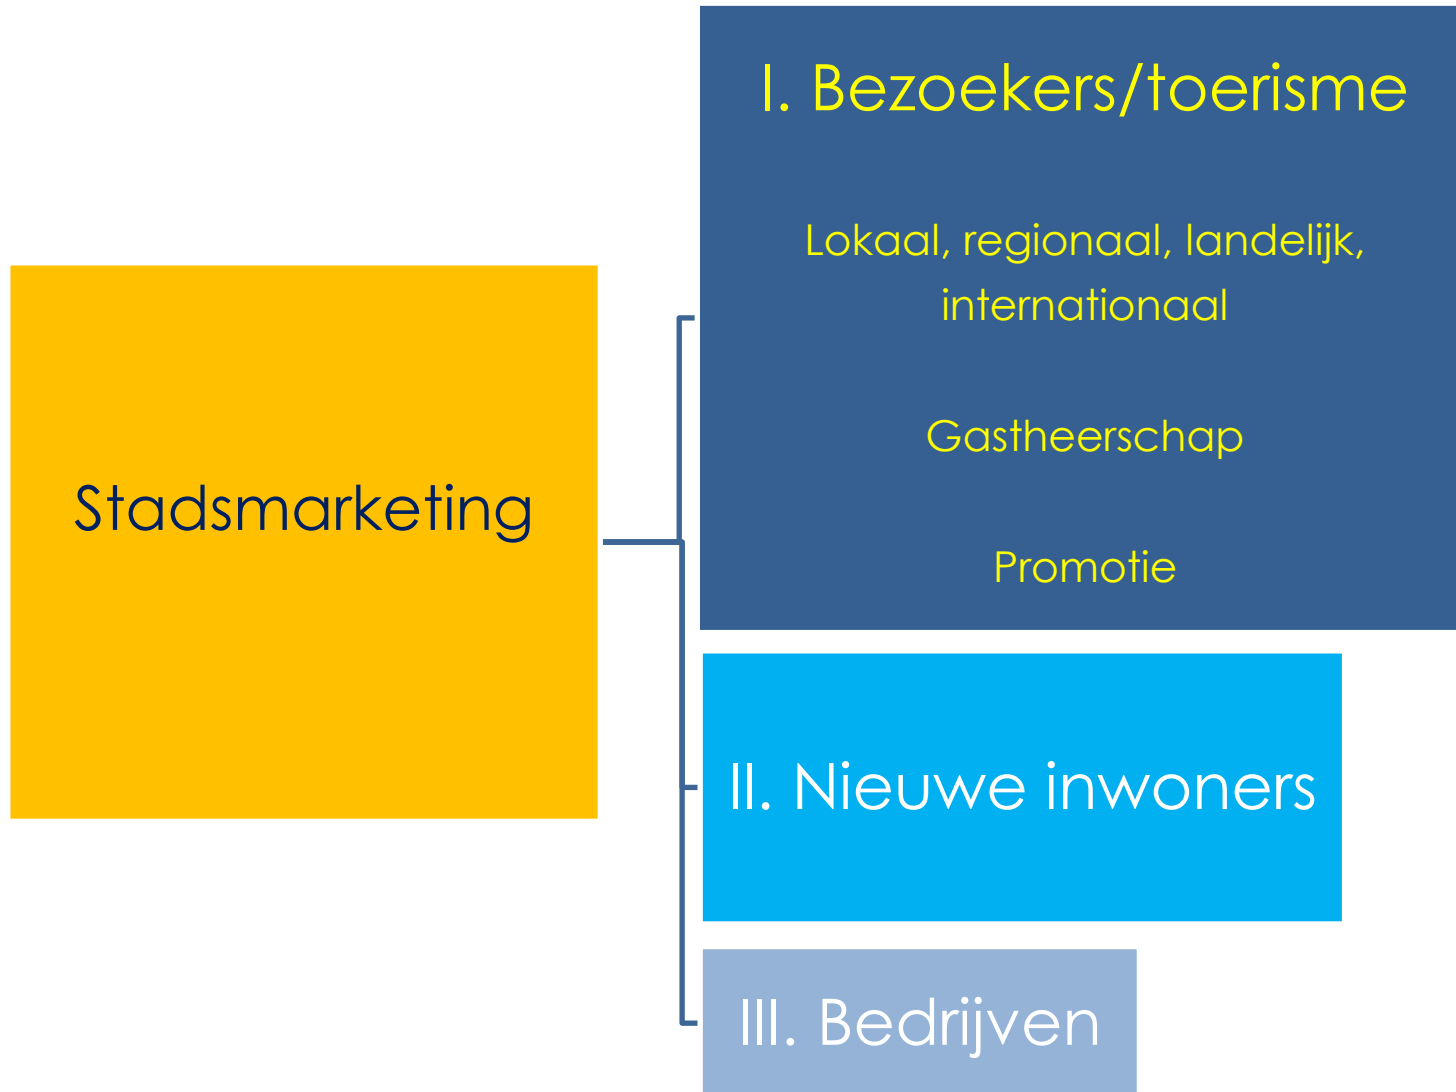 Stadsmarketing
I. Bezoekers/toerisme
Lokaal, regionaal, landelijk,
internationaal
Gastheerschap
Promotie
II. Nieuwe inwoners
III. Bedrijven